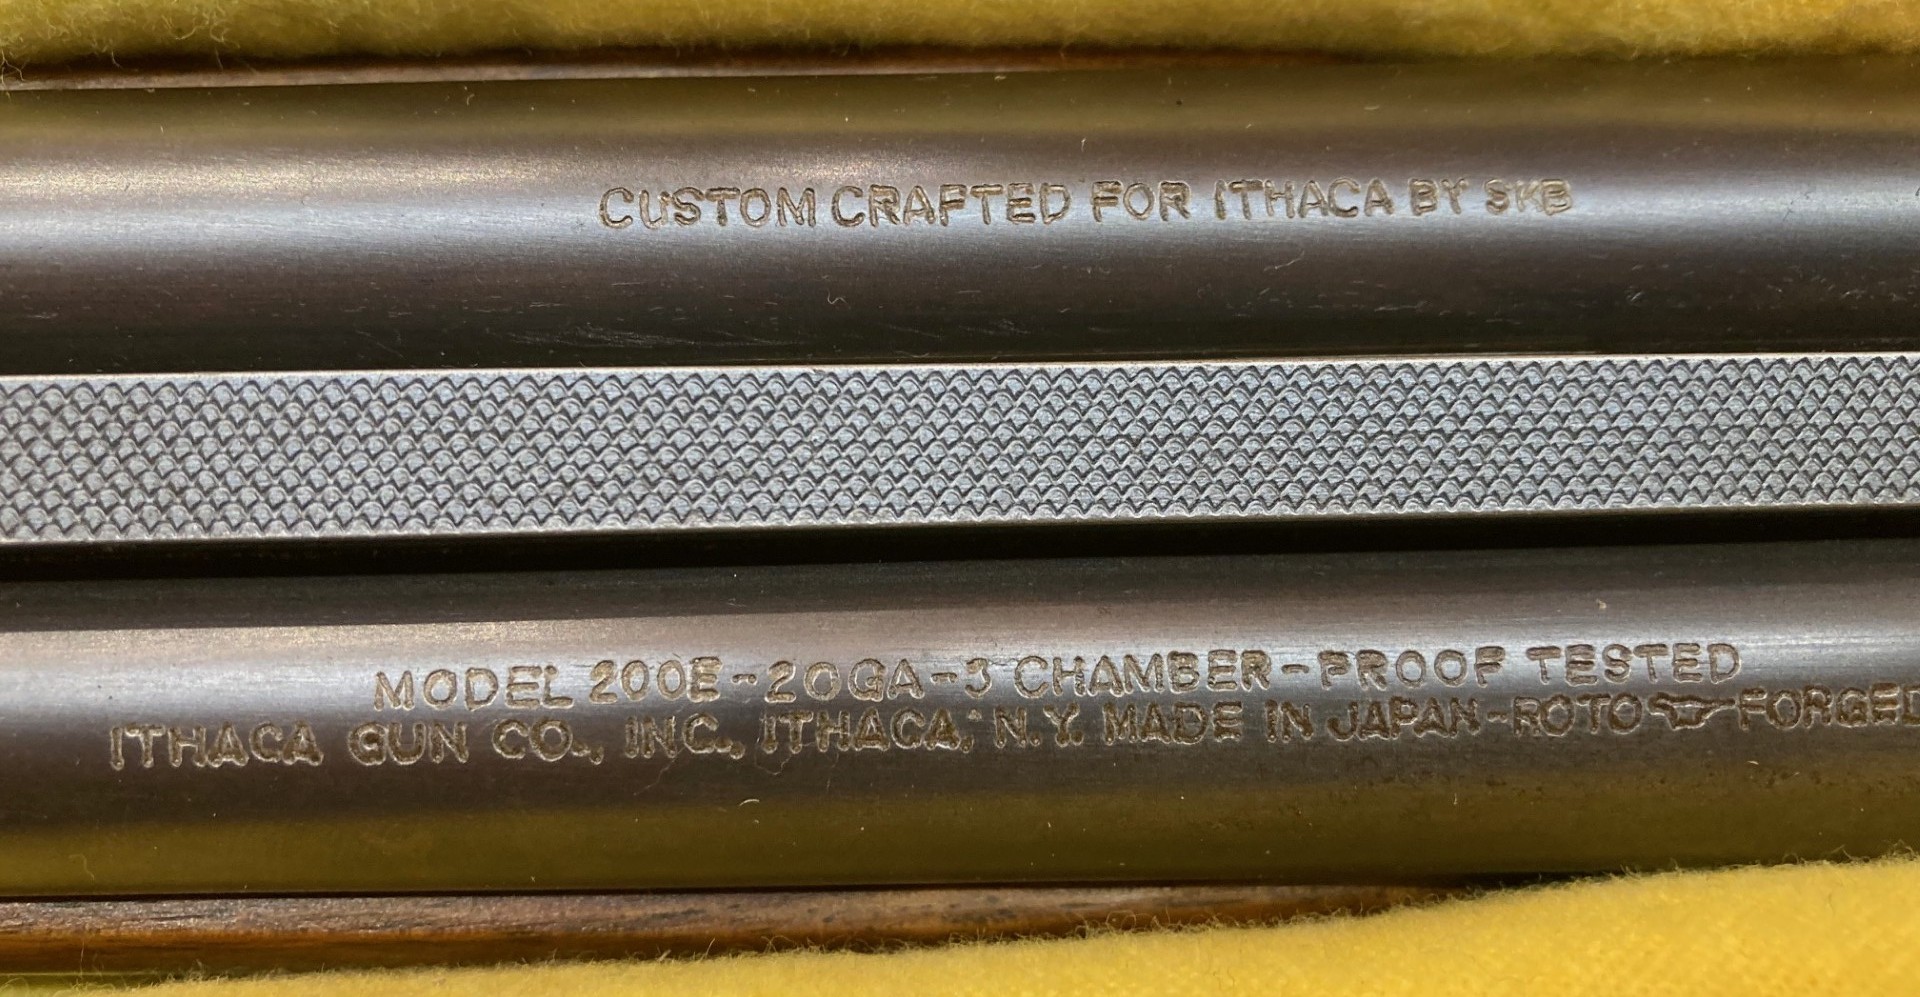 CUSTOM CRAFTED FOR ITHACA BY SKB
MODEL 200E-20GA-3 CHAMBER-PROOF TESTED
ITHACA GUN CO., INC., ITHACA, N.Y. MADE IN JAPAN-ROTO FORGED